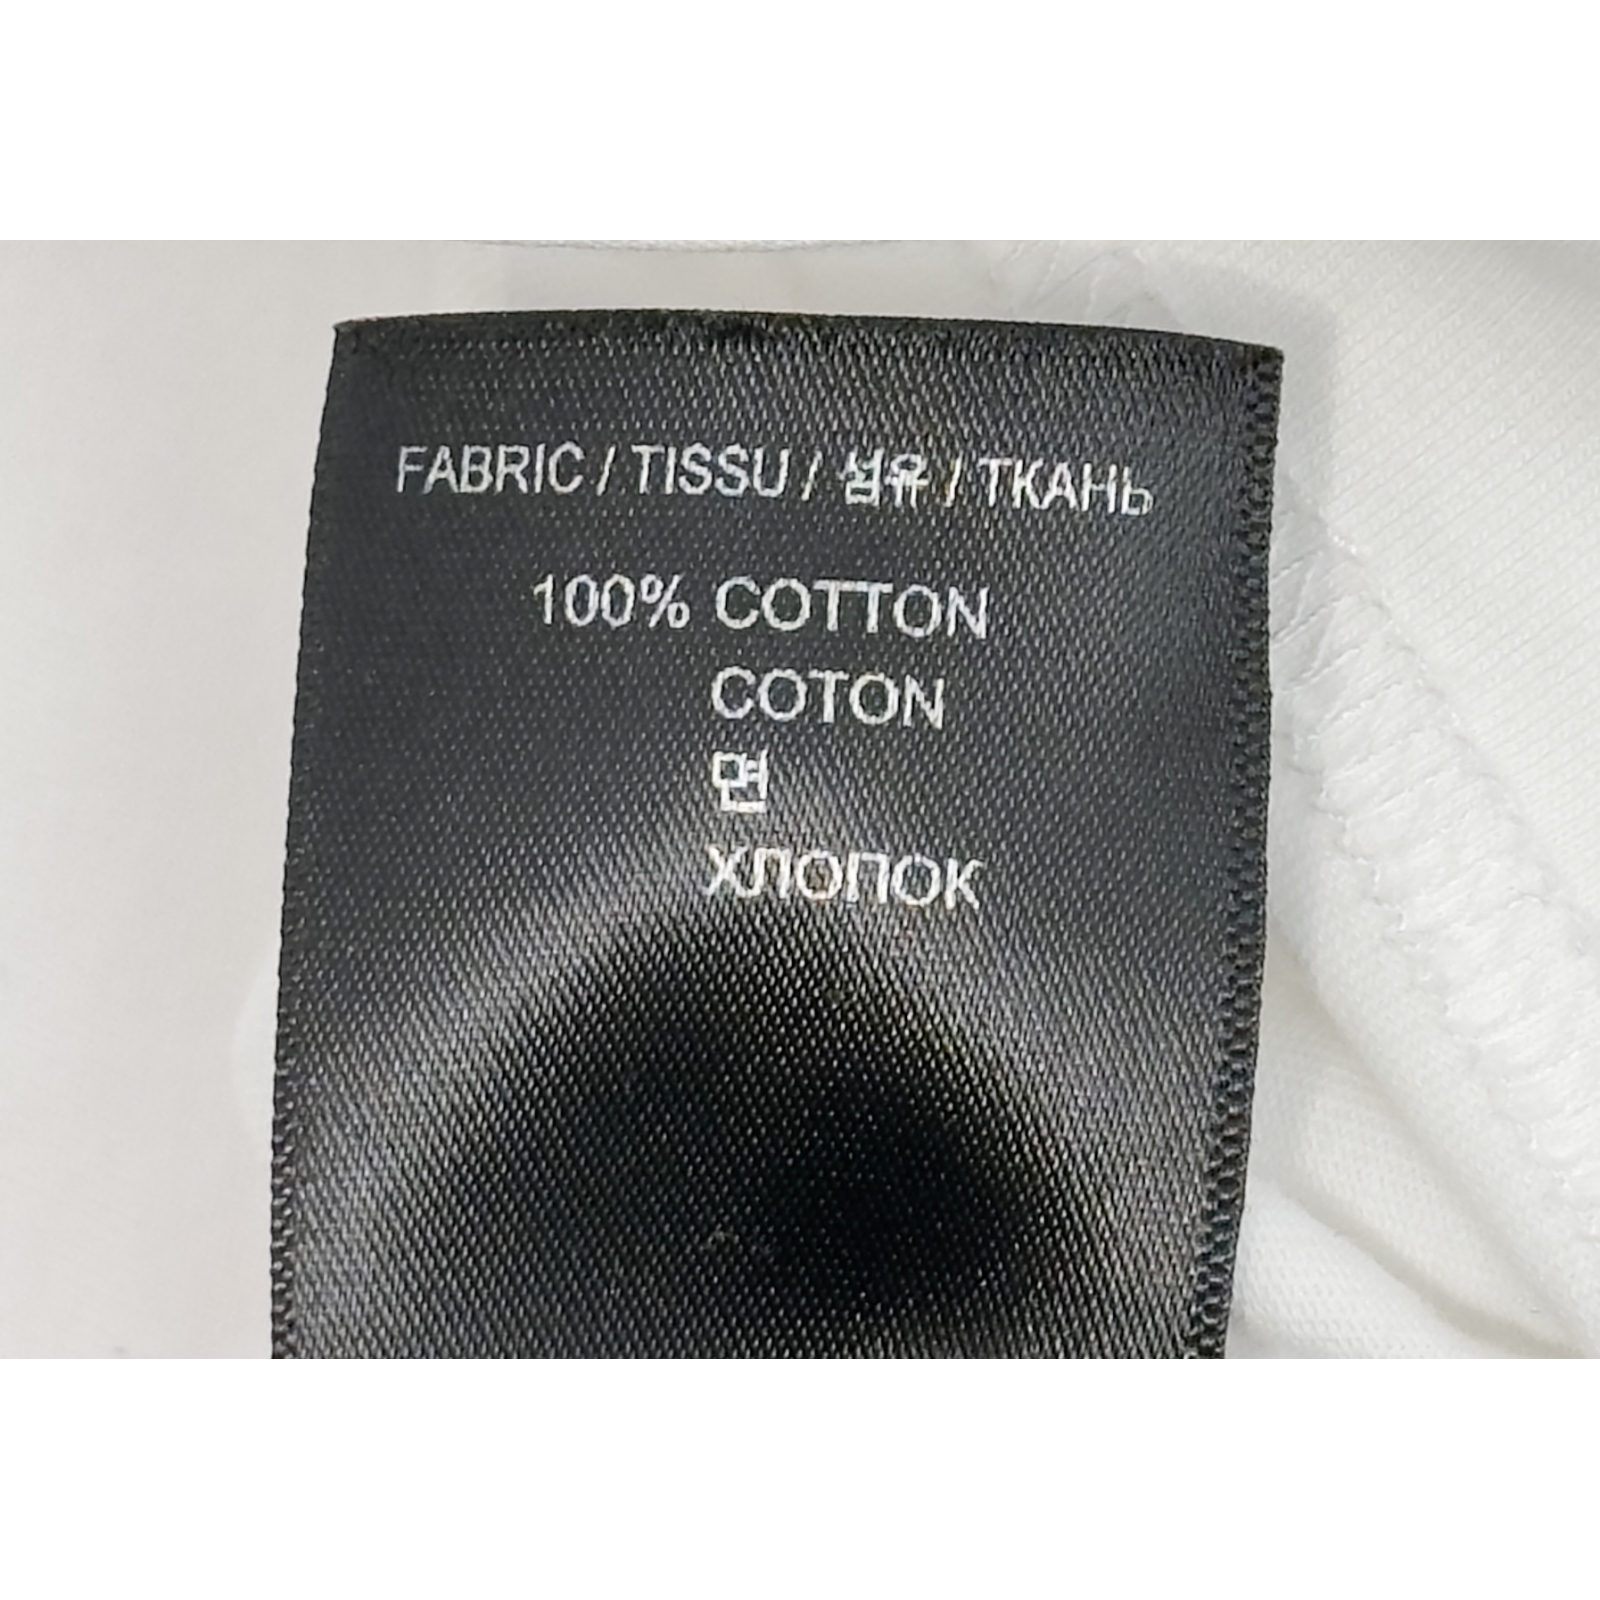 FABRIC / TISSU / 섬유 / ТКАНЬ
100% COTTON
COTON
면
ХЛОПОК